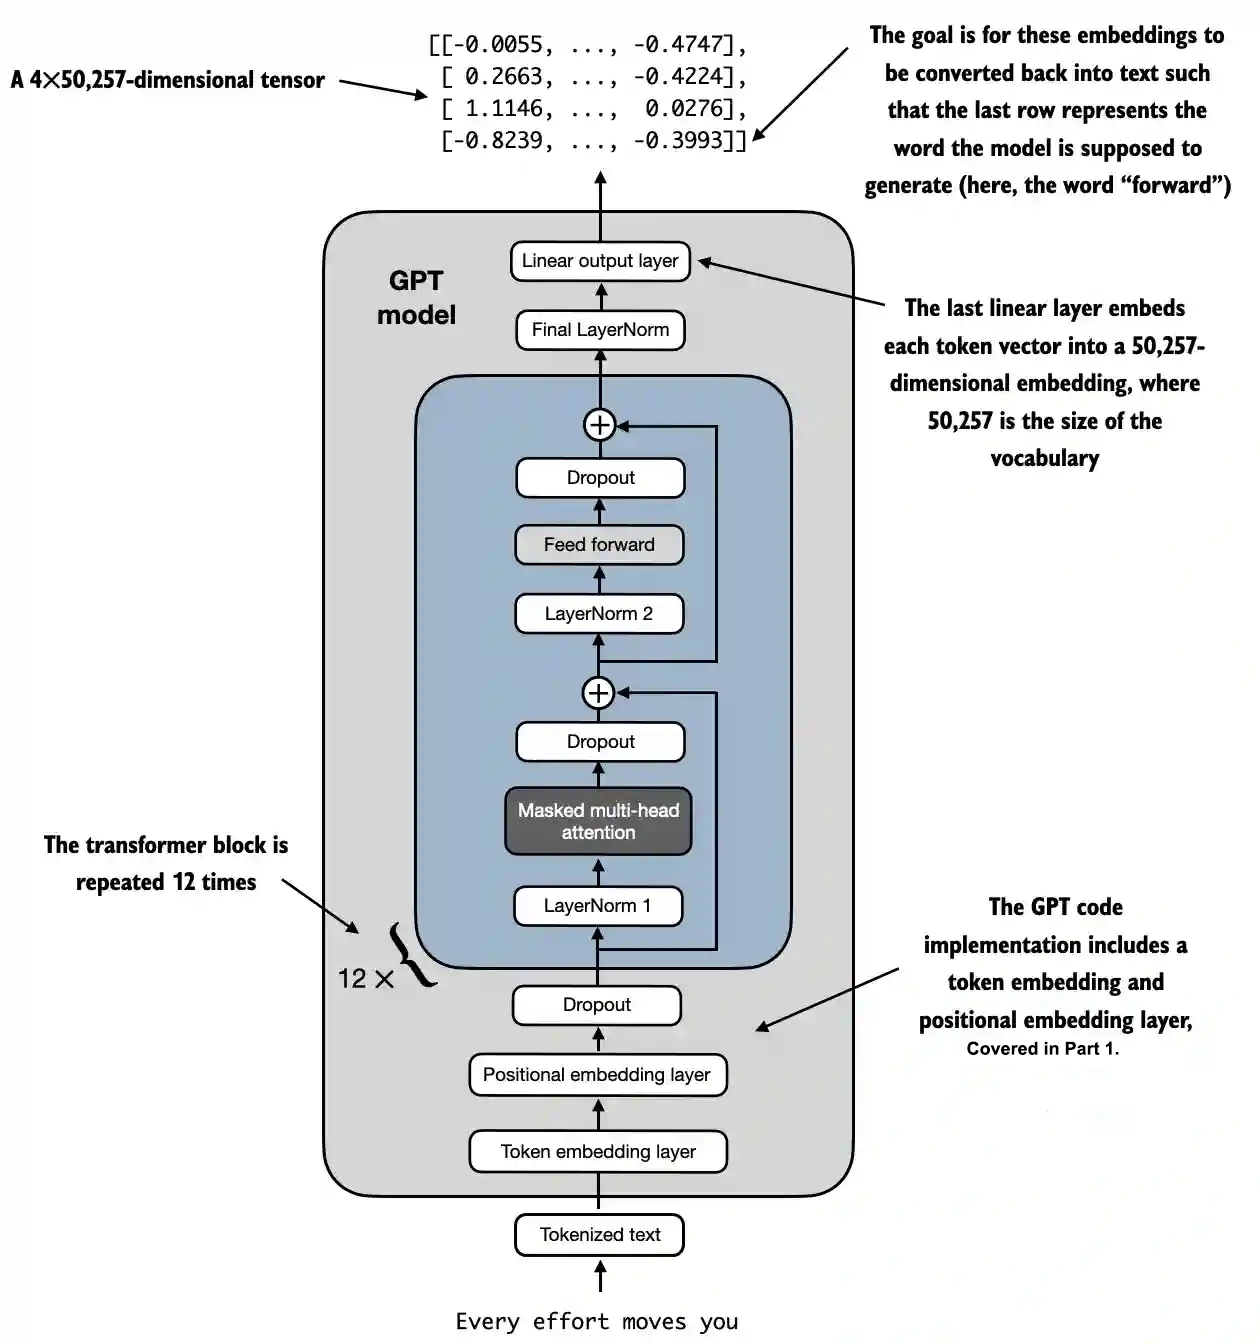 [[-0.0055, ..., -0.4747],
[ 0.2663, ..., -0.4224],
[ 1.1146, ..., 0.0276],
[-0.8239, ..., -0.3993]]
A 4×50,257-dimensional tensor
The goal is for these embeddings to
be converted back into text such
that the last row represents the
word the model is supposed to
generate (here, the word “forward”)
GPT
model
Linear output layer
Final LayerNorm
The last linear layer embeds
each token vector into a 50,257-
dimensional embedding, where
50,257 is the size of the
vocabulary
+
Dropout
Feed forward
LayerNorm 2
+
Dropout
Masked multi-head
attention
LayerNorm 1
The transformer block is
repeated 12 times
12 × {
The GPT code
implementation includes a
token embedding and
positional embedding layer,
Covered in Part 1.
Dropout
Positional embedding layer
Token embedding layer
Tokenized text
Every effort moves you